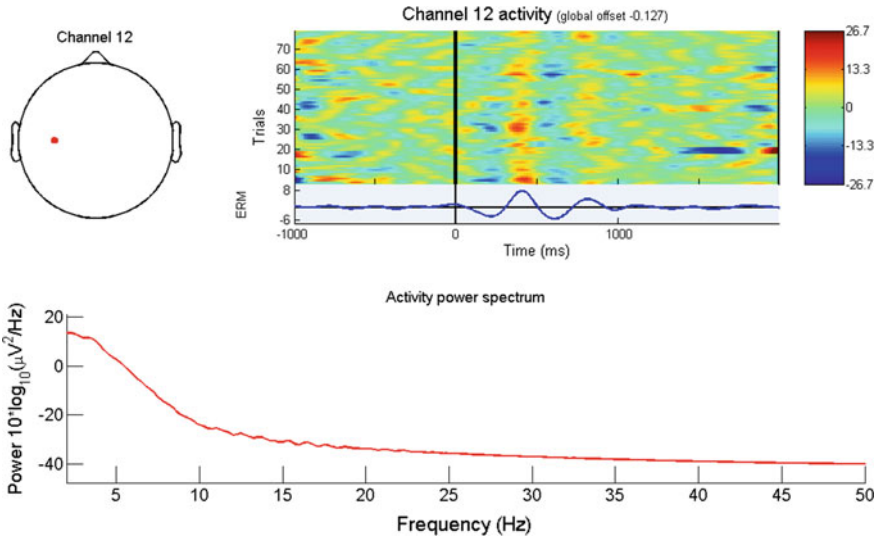 Channel 12
Channel 12 activity (global offset -0.127)
Trials
70
60
50
40
30
20
10
26.7
13.3
0
-13.3
-26.7
ERM
8
-6
-1000 0 1000
Time (ms)
Activity power spectrum
Power 10*log10(μV2/Hz)
20
0
-20
-40
5 10 15 20 25 30 35 40 45 50
Frequency (Hz)